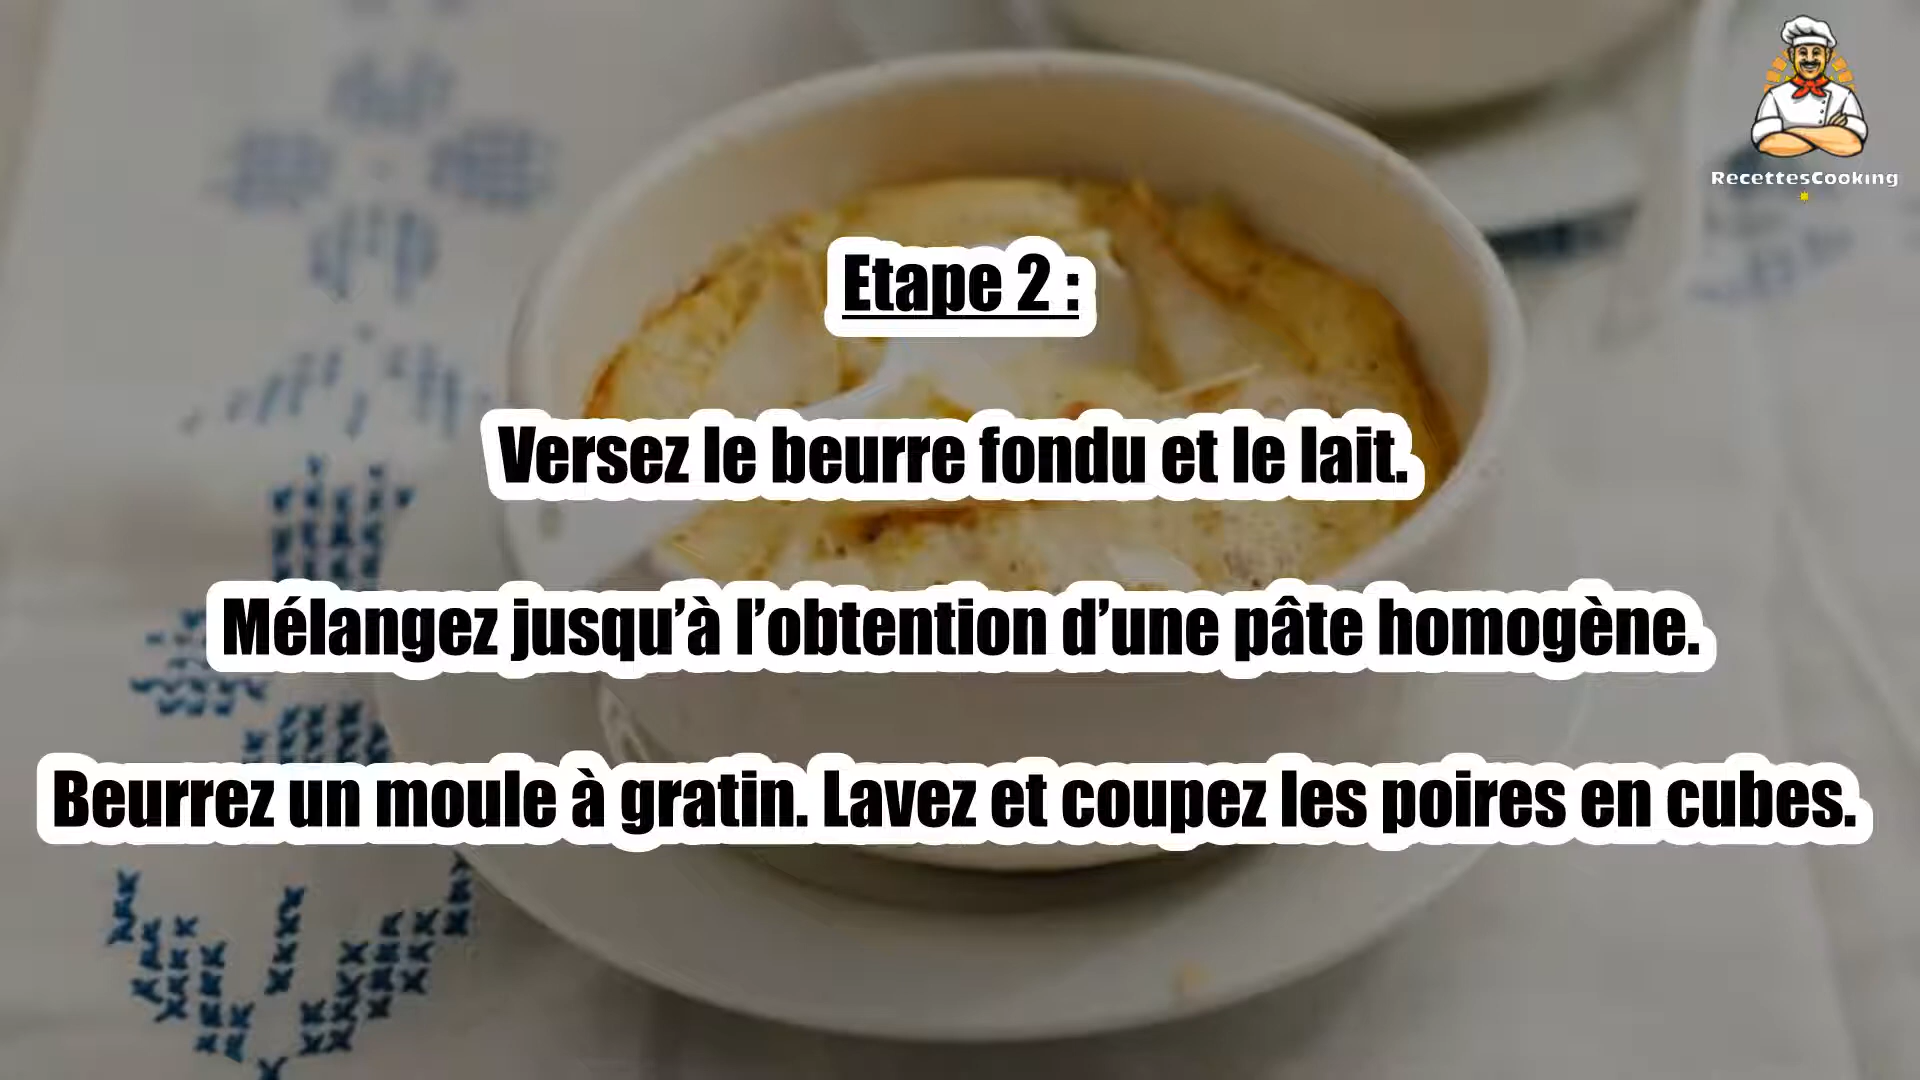 RecettesCooking
Etape 2 :
Versez le beurre fondu et le lait.
Mélangez jusqu’à l’obtention d’une pâte homogène.
Beurrez un moule à gratin. Lavez et coupez les poires en cubes.